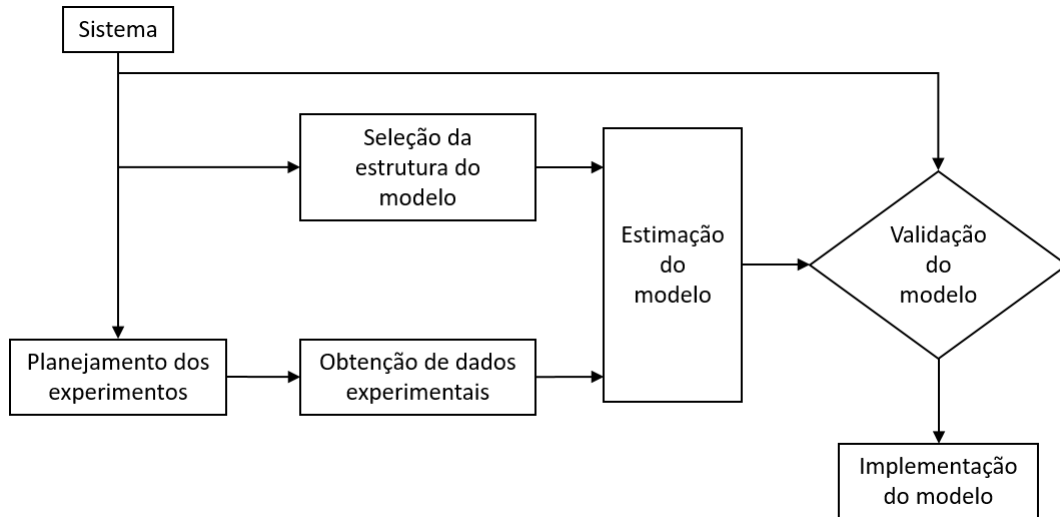 Sistema
Seleção da
estrutura do
modelo
Estimação
do
modelo
Validação
do
modelo
Planejamento dos
experimentos
Obtenção de dados
experimentais
Implementação
do modelo